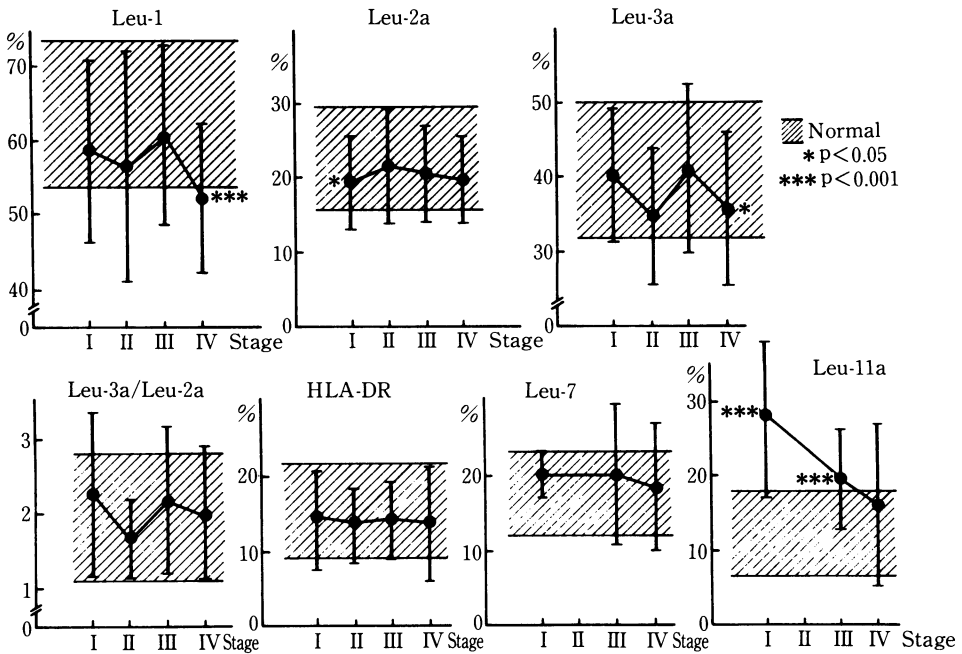 Leu-1
%
70
60
50
40
0
I II III IV Stage
***
Leu-2a
%
30
20
10
0
I II III IV
*
Leu-3a
%
50
40
30
0
I II III IV
*
Normal
* p<0.05
*** p<0.001
Leu-3a/Leu-2a
3
2
1
0
I II III IV Stage
HLA-DR
%
20
10
0
I II III IV Stage
Leu-7
%
20
10
0
I II III IV
Leu-11a
%
30
20
10
0
I II III IV Stage
***
***